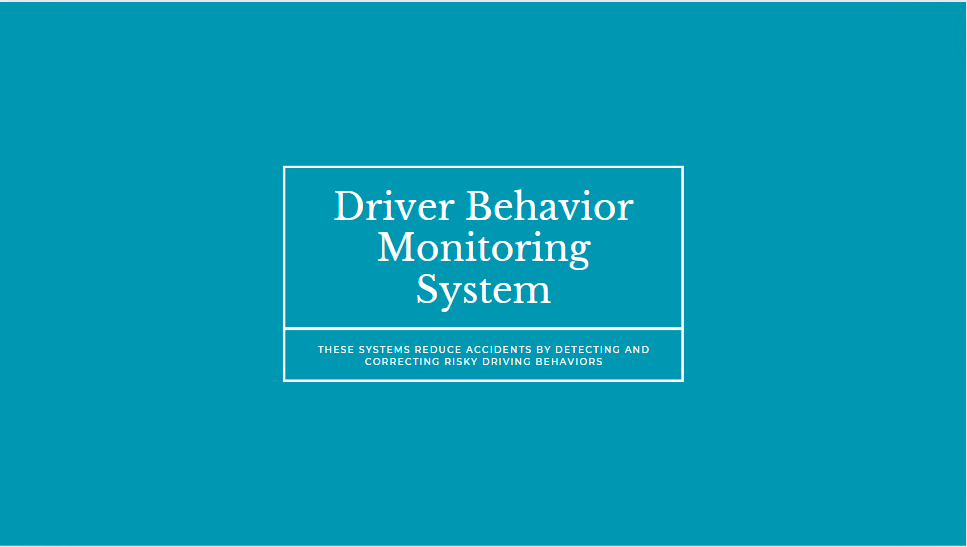 Driver Behavior
Monitoring
System
THESE SYSTEMS REDUCE ACCIDENTS BY DETECTING AND
CORRECTING RISKY DRIVING BEHAVIORS